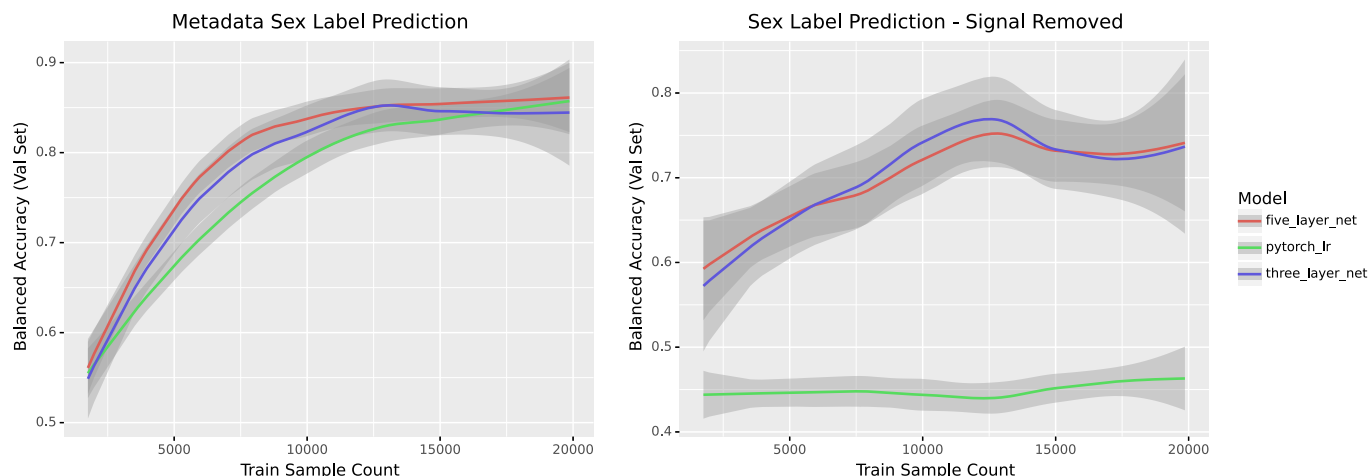 Metadata Sex Label Prediction
Sex Label Prediction - Signal Removed
Balanced Accuracy (Val Set)
0.9
0.8
0.7
0.6
0.5
5000 10000 15000 20000
Train Sample Count
Balanced Accuracy (Val Set)
0.8
0.7
0.6
0.5
0.4
5000 10000 15000 20000
Train Sample Count
Model
five_layer_net
pytorch_lr
three_layer_net